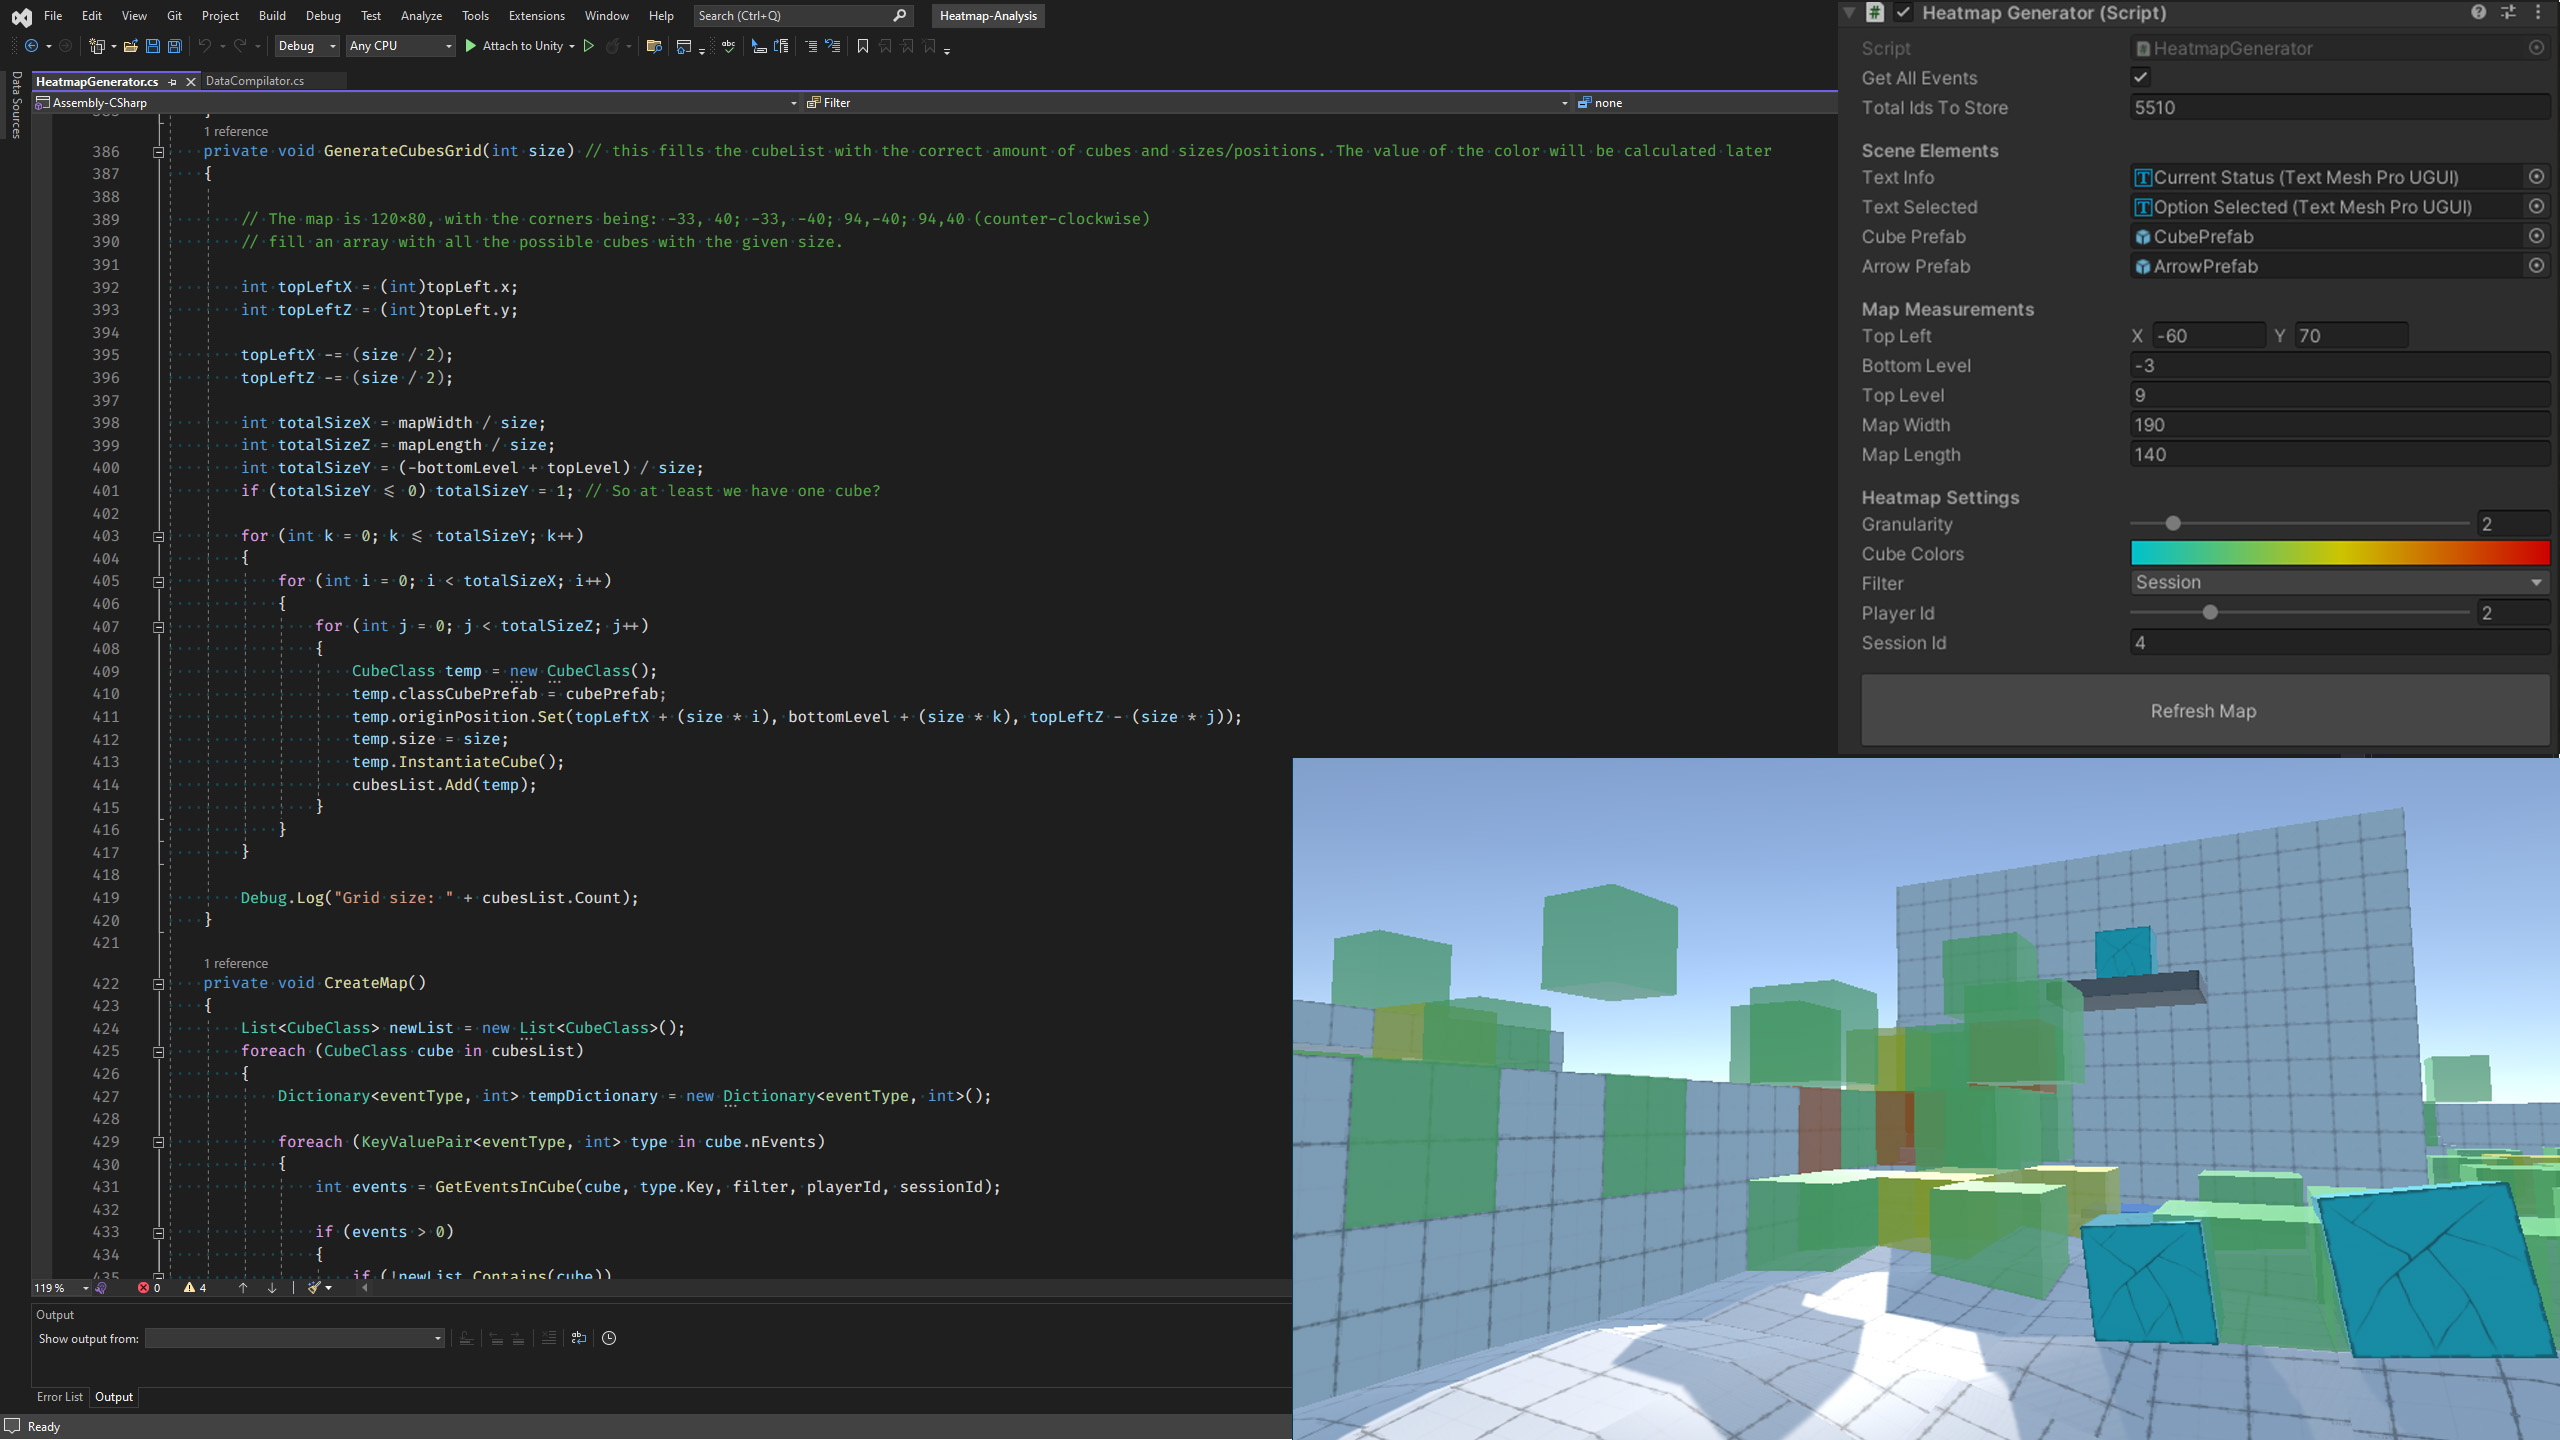 File Edit View Git Project Build Debug Test Analyze Tools Extensions Window Help Search (Ctrl+Q) Heatmap-Analysis
Debug Any CPU Attach to Unity
Data Sources
HeatmapGenerator.cs DataCompilator.cs
Assembly-CSharp Filter none
1 reference
386 private void GenerateCubesGrid(int size) // this fills the cubeList with the correct amount of cubes and sizes/positions. The value of the color will be calculated later
387 {
388
389 // The map is 120×80, with the corners being: -33, 40; -33, -40; 94,-40; 94,40 (counter-clockwise)
390 // fill an array with all the possible cubes with the given size.
391
392 int topLeftX = (int)topLeft.x;
393 int topLeftZ = (int)topLeft.y;
394
395 topLeftX -= (size / 2);
396 topLeftZ -= (size / 2);
397
398 int totalSizeX = mapWidth / size;
399 int totalSizeZ = mapLength / size;
400 int totalSizeY = (-bottomLevel + topLevel) / size;
401 if (totalSizeY <= 0) totalSizeY = 1; // So at least we have one cube?
402
403 for (int k = 0; k <= totalSizeY; k++)
404 {
405 for (int i = 0; i < totalSizeX; i++)
406 {
407 for (int j = 0; j < totalSizeZ; j++)
408 {
409 CubeClass temp = new CubeClass();
410 temp.classCubePrefab = cubePrefab;
411 temp.originPosition.Set(topLeftX + (size * i), bottomLevel + (size * k), topLeftZ - (size * j));
412 temp.size = size;
413 temp.InstantiateCube();
414 cubesList.Add(temp);
415 }
416 }
417 }
418
419 Debug.Log("Grid size: " + cubesList.Count);
420 }
421
1 reference
422 private void CreateMap()
423 {
424 List<CubeClass> newList = new List<CubeClass>();
425 foreach (CubeClass cube in cubesList)
426 {
427 Dictionary<eventType, int> tempDictionary = new Dictionary<eventType, int>();
428
429 foreach (KeyValuePair<eventType, int> type in cube.nEvents)
430 {
431 int events = GetEventsInCube(cube, type.Key, filter, playerId, sessionId);
432
433 if (events > 0)
434 {
435 if (!newList.Contains(cube))
119 % 0 4
Output
Show output from:
Error List Output
Ready
Heatmap Generator (Script)
Script HeatmapGenerator
Get All Events
Total Ids To Store 5510
Scene Elements
Text Info Current Status (Text Mesh Pro UGUI)
Text Selected Option Selected (Text Mesh Pro UGUI)
Cube Prefab CubePrefab
Arrow Prefab ArrowPrefab
Map Measurements
Top Left X -60 Y 70
Bottom Level -3
Top Level 9
Map Width 190
Map Length 140
Heatmap Settings
Granularity 2
Cube Colors
Filter Session
Player Id 2
Session Id 4
Refresh Map